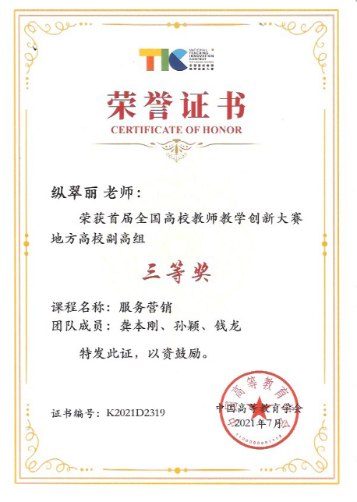 TIC
NATIONAL
TEACHING
INNOVATION
CONTEST
荣誉证书
CERTIFICATE OF HONOR
纵翠丽 老师：
荣获首届全国高校教师教学创新大赛
地方高校副高组
三等奖
课程名称：服务营销
团队成员：龚本刚、孙颖、钱龙
特发此证，以资鼓励。
证书编号：K2021D2319
中国高等教育学会
2021年7月